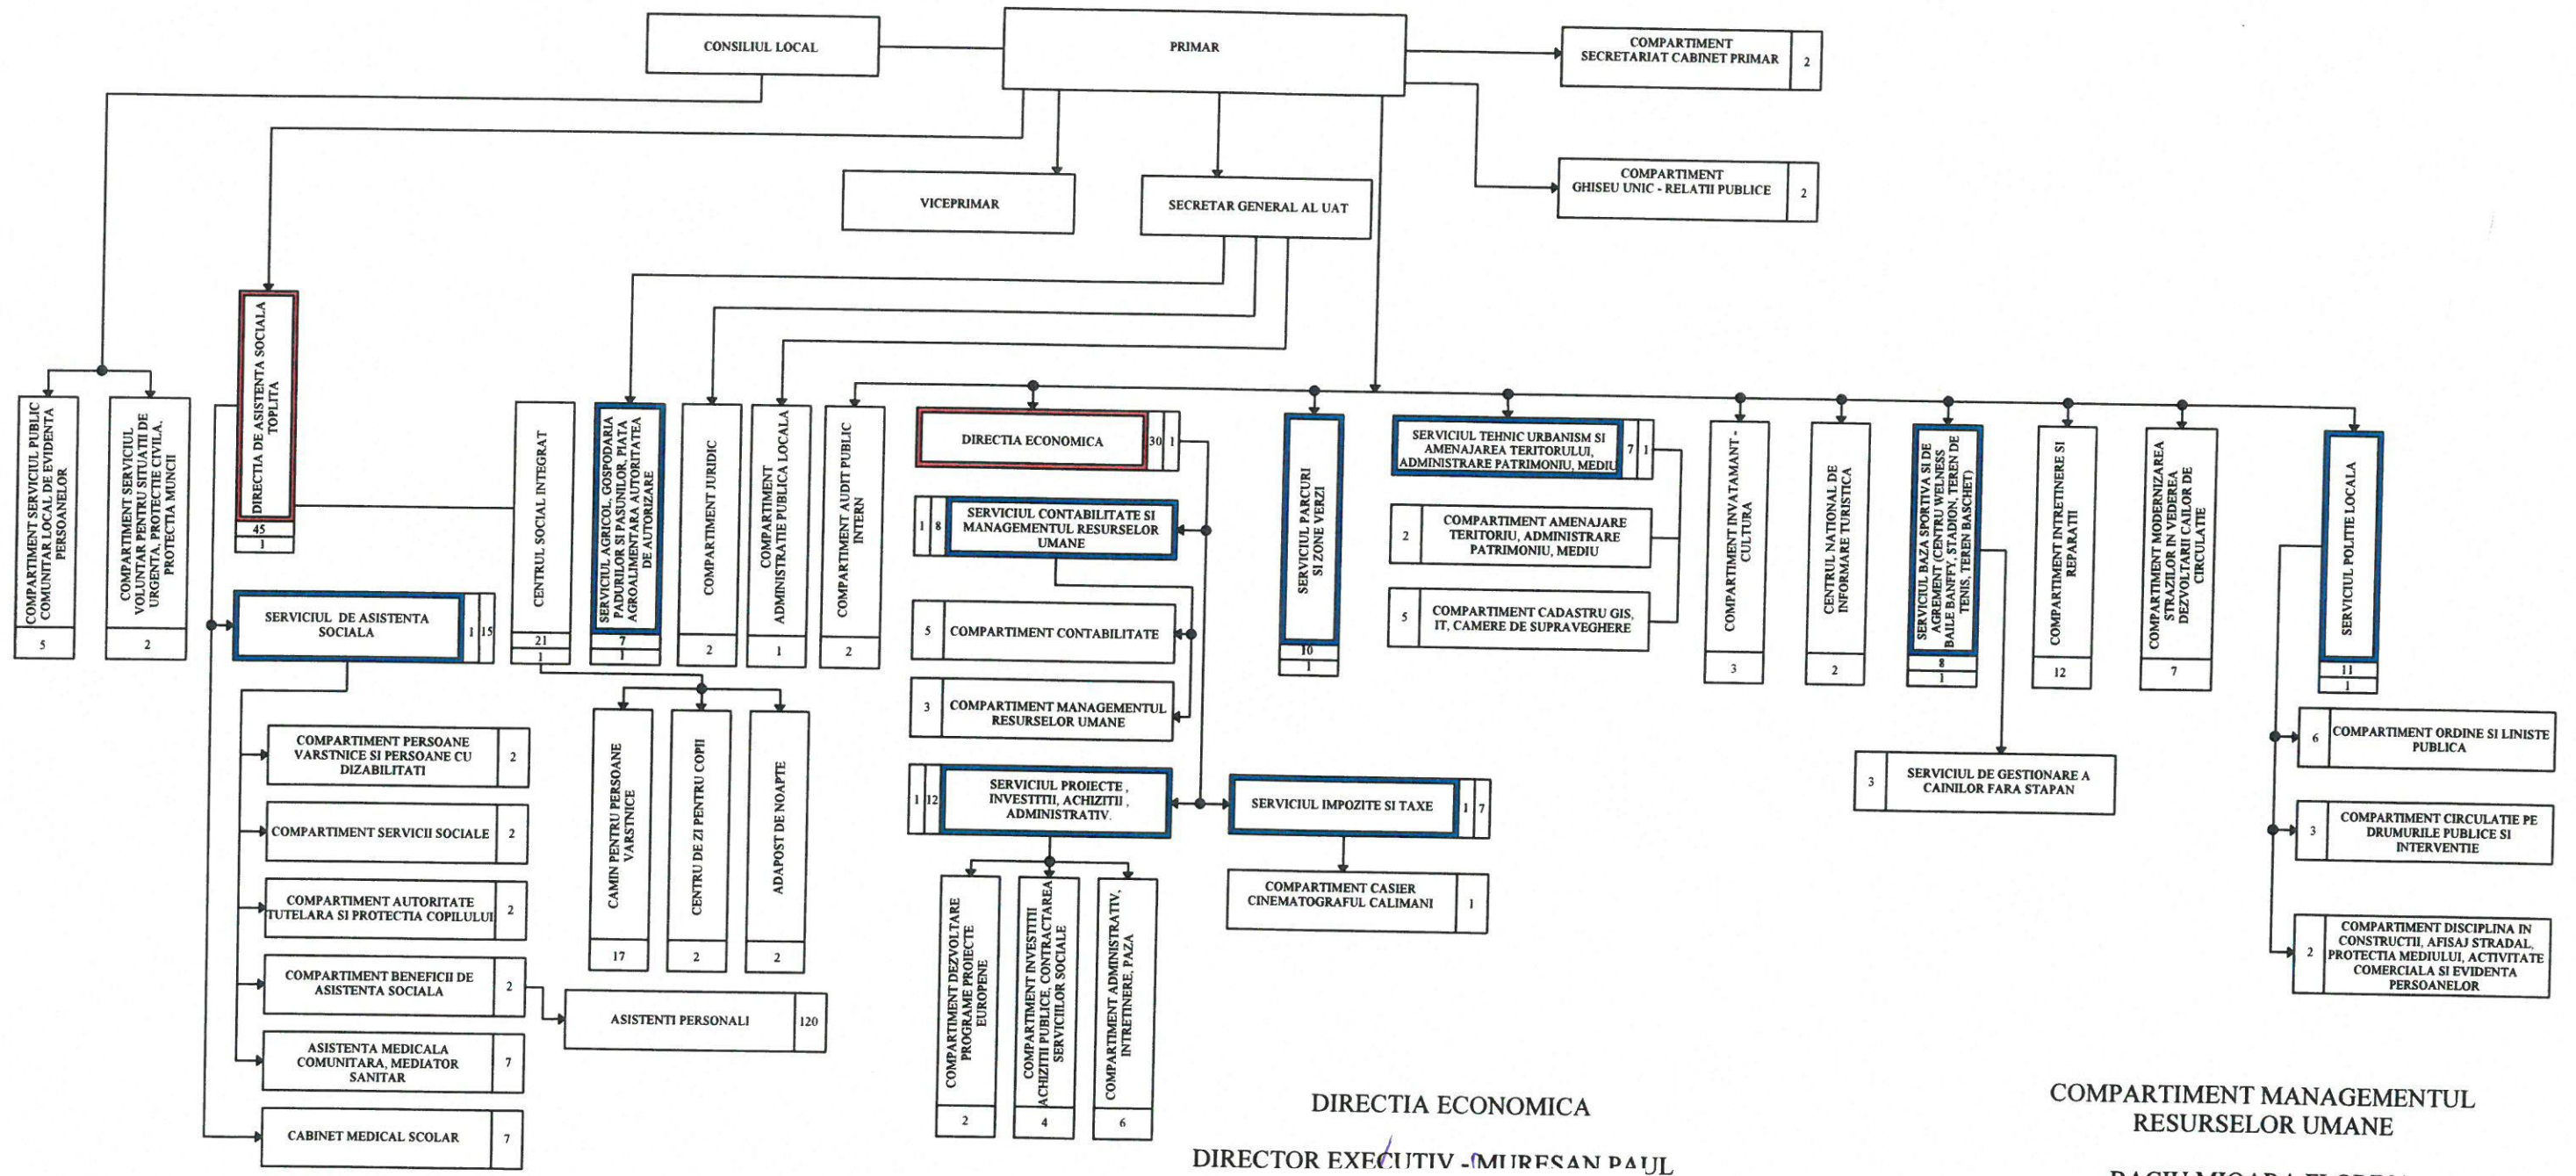 CONSILIUL LOCAL
PRIMAR
COMPARTIMENT
SECRETARIAT CABINET PRIMAR
2
COMPARTIMENT
GHISEU UNIC - RELATII PUBLICE
2
VICEPRIMAR
SECRETAR GENERAL AL UAT
COMPARTIMENT SERVICIUL PUBLIC
COMUNITAR LOCAL DE EVIDENTA
PERSOANELOR
5
COMPARTIMENT SERVICIUL
VOLUNTAR PENTRU SITUATII DE
URGENTA, PROTECTIE CIVILA,
PROTECTIA MUNCII
2
DIRECTIA DE ASISTENTA SOCIALA
TOPLITA
45
1
SERVICIUL DE ASISTENTA
SOCIALA
1
15
COMPARTIMENT PERSOANE
VARSTNICE SI PERSOANE CU
DIZABILITATI
2
COMPARTIMENT SERVICII SOCIALE
2
COMPARTIMENT AUTORITATE
TUTELARA SI PROTECTIA COPILULUI
2
COMPARTIMENT BENEFICII DE
ASISTENTA SOCIALA
2
ASISTENTI PERSONALI
120
ASISTENTA MEDICALA
COMUNITARA, MEDIATOR
SANITAR
7
CABINET MEDICAL SCOLAR
7
CENTRUL SOCIAL INTEGRAT
21
1
CAMIN PENTRU PERSOANE
VARSTNICE
17
CENTRU DE ZI PENTRU COPII
2
ADAPOST DE NOAPTE
2
SERVICIUL AGRICOL, GOSPODARIA
PADURILOR SI PASUNILOR, PIATA
AGROALIMENTARA AUTORITATEA
DE AUTORIZARE
7
1
COMPARTIMENT JURIDIC
2
COMPARTIMENT
ADMINISTRATIE PUBLICA LOCALA
1
COMPARTIMENT AUDIT PUBLIC
INTERN
2
DIRECTIA ECONOMICA
30
1
1
8
SERVICIUL CONTABILITATE SI
MANAGEMENTUL RESURSELOR
UMANE
5
COMPARTIMENT CONTABILITATE
3
COMPARTIMENT MANAGEMENTUL
RESURSELOR UMANE
1
12
SERVICIUL PROIECTE ,
INVESTITII, ACHIZITII ,
ADMINISTRATIV.
COMPARTIMENT DEZVOLTARE
PROGRAME PROIECTE
EUROPENE
2
COMPARTIMENT INVESTITII
ACHIZITII PUBLICE, CONTRACTAREA
SERVICIILOR SOCIALE
4
COMPARTIMENT ADMINISTRATIV,
INTRETINERE, PAZA
6
SERVICIUL IMPOZITE SI TAXE
1
7
COMPARTIMENT CASIER
CINEMATOGRAFUL CALIMANI
1
SERVICIUL PARCURI
SI ZONE VERZI
10
1
SERVICIUL TEHNIC URBANISM SI
AMENAJAREA TERITORULUI,
ADMINISTRARE PATRIMONIU, MEDIU
7
1
2
COMPARTIMENT AMENAJARE
TERITORIU, ADMINISTRARE
PATRIMONIU, MEDIU
5
COMPARTIMENT CADASTRU GIS,
IT, CAMERE DE SUPRAVEGHERE
COMPARTIMENT INVATAMANT -
CULTURA
3
CENTRUL NATIONAL DE
INFORMARE TURISTICA
2
SERVICIUL BAZA SPORTIVA SI DE
AGREMENT (CENTRU WELNESS
BAILE BANFFY, STADION, TEREN DE
TENIS, TEREN BASCHET)
8
1
3
SERVICIUL DE GESTIONARE A
CAINILOR FARA STAPAN
COMPARTIMENT INTRETINERE SI
REPARATII
12
COMPARTIMENT MODERNIZAREA
STRAZILOR IN VEDEREA
DEZVOLTARII CAILOR DE
CIRCULATIE
7
SERVICIUL POLITIE LOCALA
11
1
6
COMPARTIMENT ORDINE SI LINISTE
PUBLICA
3
COMPARTIMENT CIRCULATIE PE
DRUMURILE PUBLICE SI
INTERVENTIE
2
COMPARTIMENT DISCIPLINA IN
CONSTRUCTII, AFISAJ STRADAL,
PROTECTIA MEDIULUI, ACTIVITATE
COMERCIALA SI EVIDENTA
PERSOANELOR
DIRECTIA ECONOMICA
DIRECTOR EXECUTIV - MURESAN PAUL
COMPARTIMENT MANAGEMENTUL
RESURSELOR UMANE